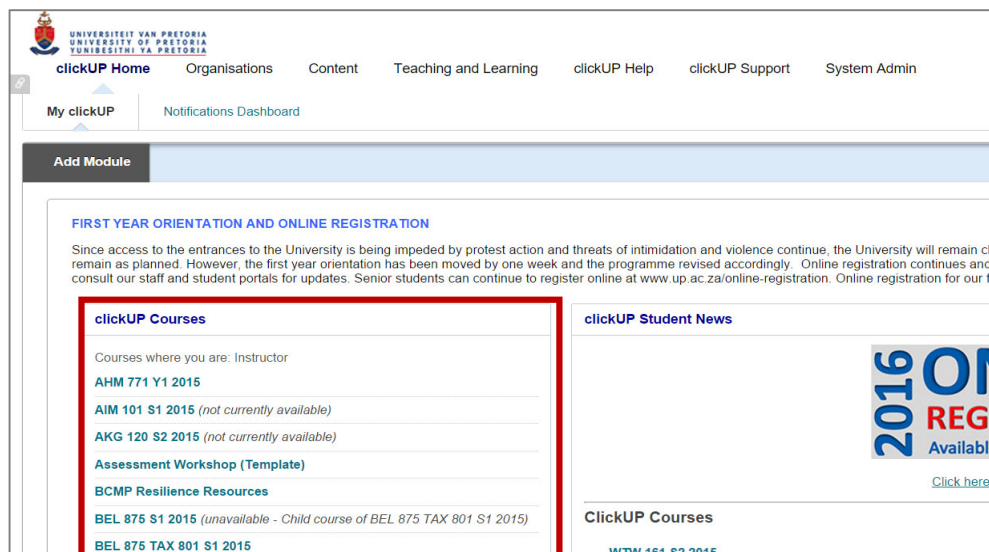 UNIVERSITEIT VAN PRETORIA
UNIVERSITY OF PRETORIA
YUNIBESITHI YA PRETORIA
clickUP Home Organisations Content Teaching and Learning clickUP Help clickUP Support System Admin
My clickUP Notifications Dashboard
Add Module
FIRST YEAR ORIENTATION AND ONLINE REGISTRATION
Since access to the entrances to the University is being impeded by protest action and threats of intimidation and violence continue, the University will remain
remain as planned. However, the first year orientation has been moved by one week and the programme revised accordingly. Online registration continues and
consult our staff and student portals for updates. Senior students can continue to register online at www.up.ac.za/online-registration. Online registration for our
clickUP Courses
Courses where you are: Instructor
AHM 771 Y1 2015
AIM 101 S1 2015 (not currently available)
AKG 120 S2 2015 (not currently available)
Assessment Workshop (Template)
BCMP Resilience Resources
BEL 875 S1 2015 (unavailable - Child course of BEL 875 TAX 801 S1 2015)
BEL 875 TAX 801 S1 2015
clickUP Student News
2016
REG
Availabl
Click here
ClickUP Courses
WTW 161 S2 2015